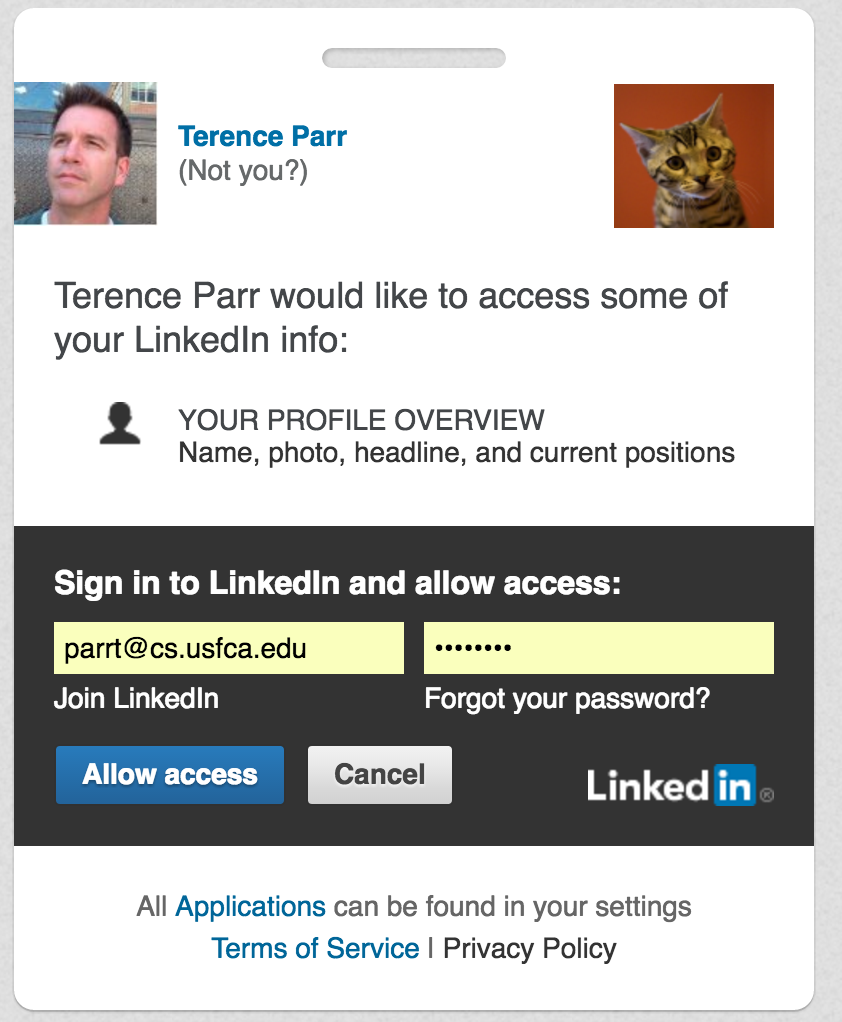 Terence Parr
(Not you?)
Terence Parr would like to access some of
your LinkedIn info:
YOUR PROFILE OVERVIEW
Name, photo, headline, and current positions
Sign in to LinkedIn and allow access:
parrt@cs.usfca.edu ••••••••
Join LinkedIn Forgot your password?
Allow access Cancel Linked in ®
All Applications can be found in your settings
Terms of Service | Privacy Policy